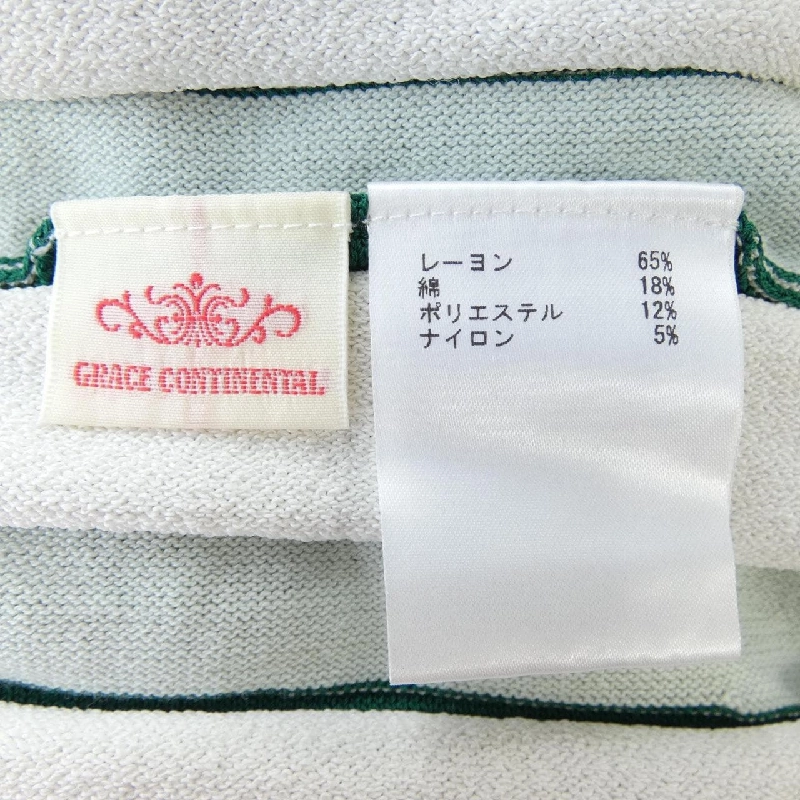 GRACE CONTINENTAL
レーヨン 65%
綿 18%
ポリエステル 12%
ナイロン 5%